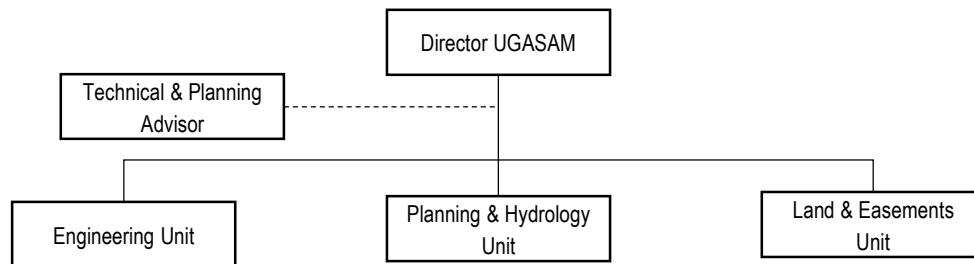 Director UGASAM
Technical & Planning
Advisor
Engineering Unit
Planning & Hydrology
Unit
Land & Easements
Unit